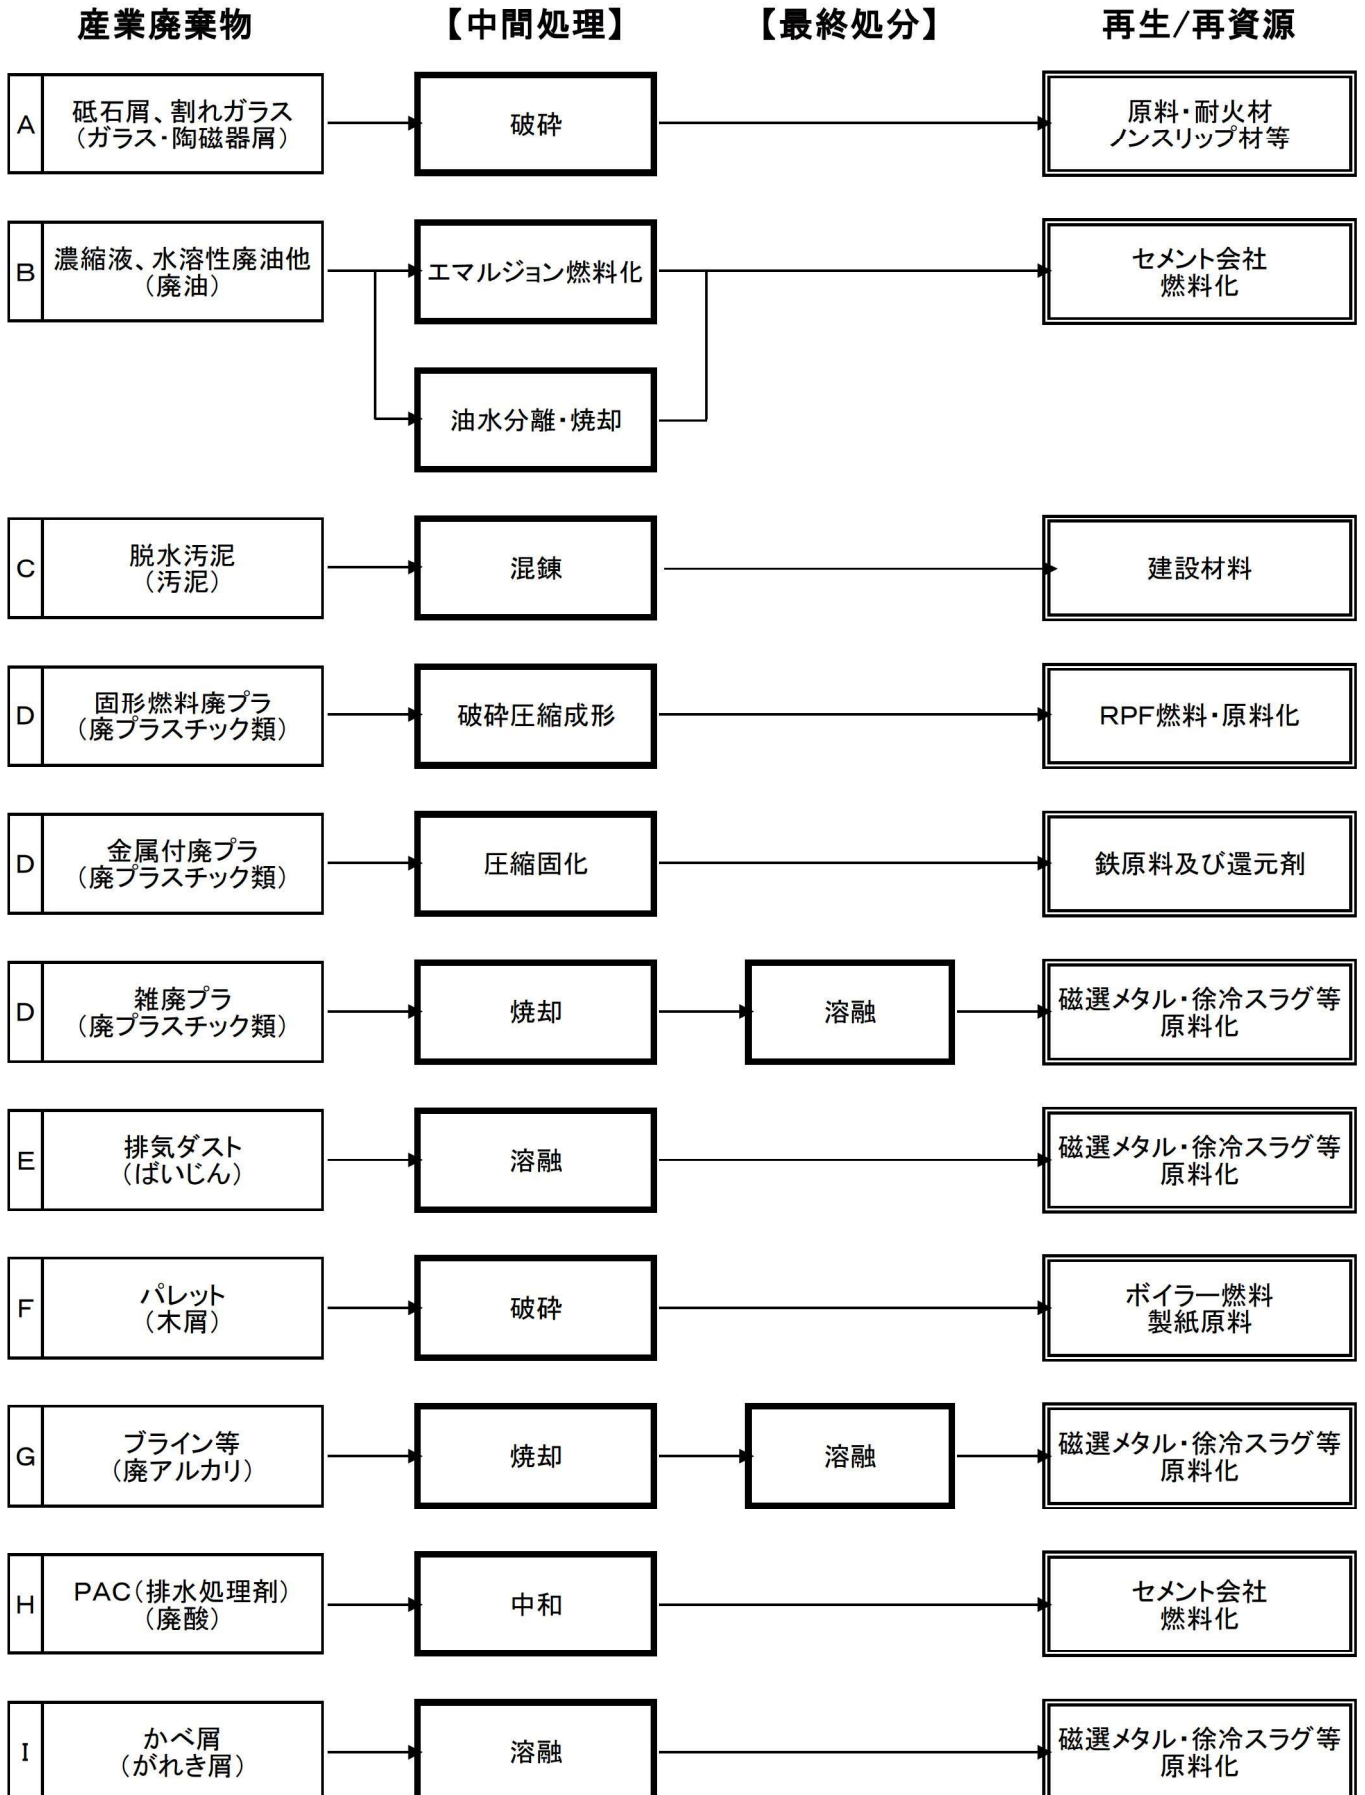 産業廃棄物
【中間処理】
【最終処分】
再生/再資源
A
砥石屑、割れガラス
（ガラス・陶磁器屑）
破砕
原料・耐火材
ノンスリップ材等
B
濃縮液、水溶性廃油他
（廃油）
エマルジョン燃料化
セメント会社
燃料化
油水分離・焼却
C
脱水汚泥
（汚泥）
混錬
建設材料
D
固形燃料廃プラ
（廃プラスチック類）
破砕圧縮成形
RPF燃料・原料化
D
金属付廃プラ
（廃プラスチック類）
圧縮固化
鉄原料及び還元剤
D
雑廃プラ
（廃プラスチック類）
焼却
溶融
磁選メタル・徐冷スラグ等
原料化
E
排気ダスト
（ばいじん）
溶融
磁選メタル・徐冷スラグ等
原料化
F
パレット
（木屑）
破砕
ボイラー燃料
製紙原料
G
ブライン等
（廃アルカリ）
焼却
溶融
磁選メタル・徐冷スラグ等
原料化
H
PAC（排水処理剤）
（廃酸）
中和
セメント会社
燃料化
I
かべ屑
（がれき屑）
溶融
磁選メタル・徐冷スラグ等
原料化